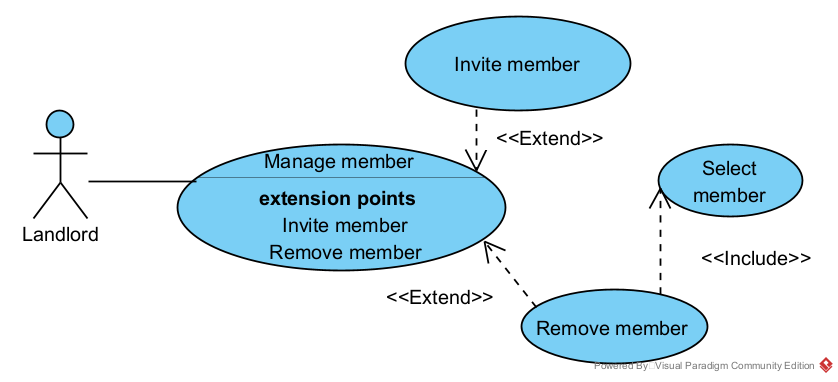 Invite member
<<Extend>>
Manage member
extension points
Invite member
Remove member
Select
member
Landlord
<<Include>>
<<Extend>>
Remove member
Powered By Visual Paradigm Community Edition